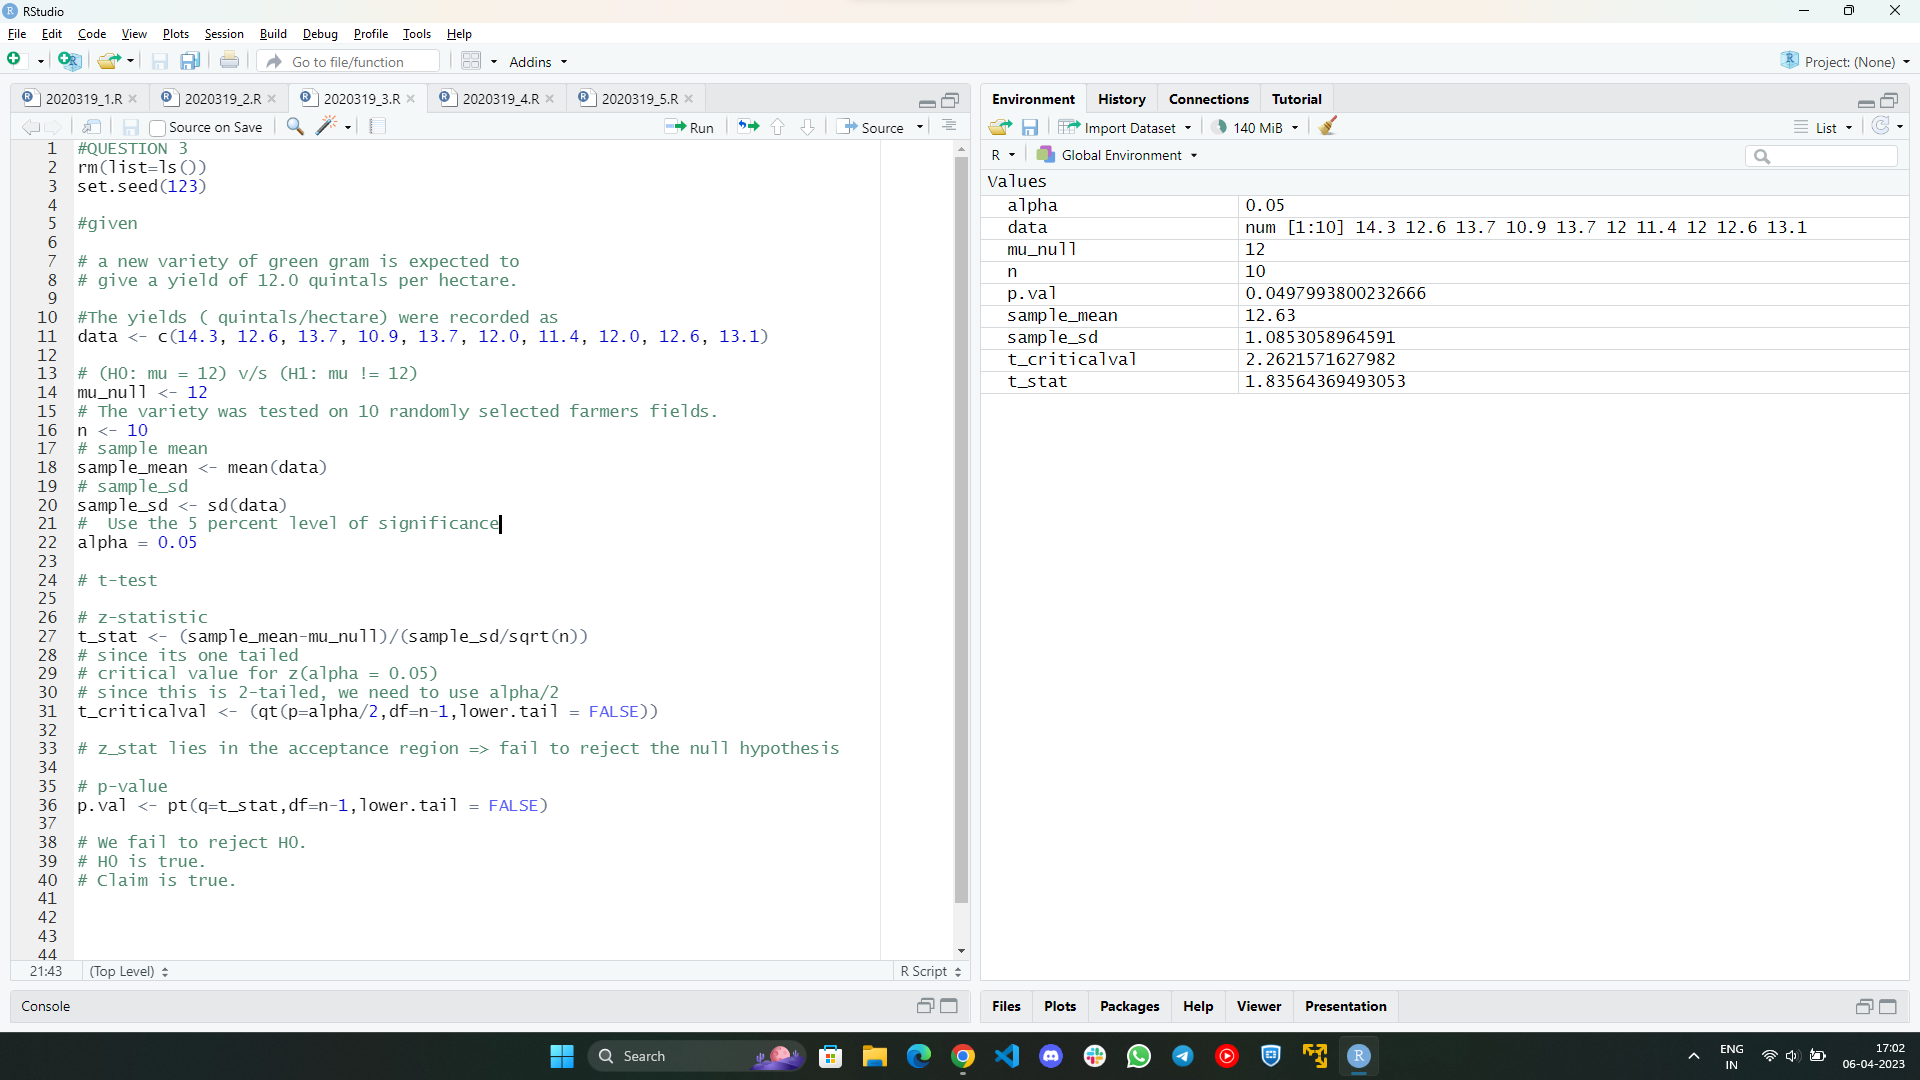 RStudio
File Edit Code View Plots Session Build Debug Profile Tools Help
Go to file/function Addins Project: (None)
2020319_1.R 2020319_2.R 2020319_3.R 2020319_4.R 2020319_5.R
Source on Save Run Source
1 #QUESTION 3
2 rm(list=ls())
3 set.seed(123)
4
5 #given
6
7 # a new variety of green gram is expected to
8 # give a yield of 12.0 quintals per hectare.
9
10 #The yields ( quintals/hectare) were recorded as
11 data <- c(14.3, 12.6, 13.7, 10.9, 13.7, 12.0, 11.4, 12.0, 12.6, 13.1)
12
13 # (H0: mu = 12) v/s (H1: mu != 12)
14 mu_null <- 12
15 # The variety was tested on 10 randomly selected farmers fields.
16 n <- 10
17 # sample mean
18 sample_mean <- mean(data)
19 # sample_sd
20 sample_sd <- sd(data)
21 #  Use the 5 percent level of significance
22 alpha = 0.05
23
24 # t-test
25
26 # z-statistic
27 t_stat <- (sample_mean-mu_null)/(sample_sd/sqrt(n))
28 # since its one tailed
29 # critical value for z(alpha = 0.05)
30 # since this is 2-tailed, we need to use alpha/2
31 t_criticalval <- (qt(p=alpha/2,df=n-1,lower.tail = FALSE))
32
33 # z_stat lies in the acceptance region => fail to reject the null hypothesis
34
35 # p-value
36 p.val <- pt(q=t_stat,df=n-1,lower.tail = FALSE)
37
38 # We fail to reject H0.
39 # H0 is true.
40 # Claim is true.
41
42
43
44
21:43 (Top Level) R Script
Console
Environment History Connections Tutorial
Import Dataset 140 MiB List
R Global Environment
Values
alpha 0.05
data num [1:10] 14.3 12.6 13.7 10.9 13.7 12 11.4 12 12.6 13.1
mu_null 12
n 10
p.val 0.0497993800232666
sample_mean 12.63
sample_sd 1.0853058964591
t_criticalval 2.2621571627982
t_stat 1.83564369493053
Files Plots Packages Help Viewer Presentation
Search
ENG
IN
17:02
06-04-2023